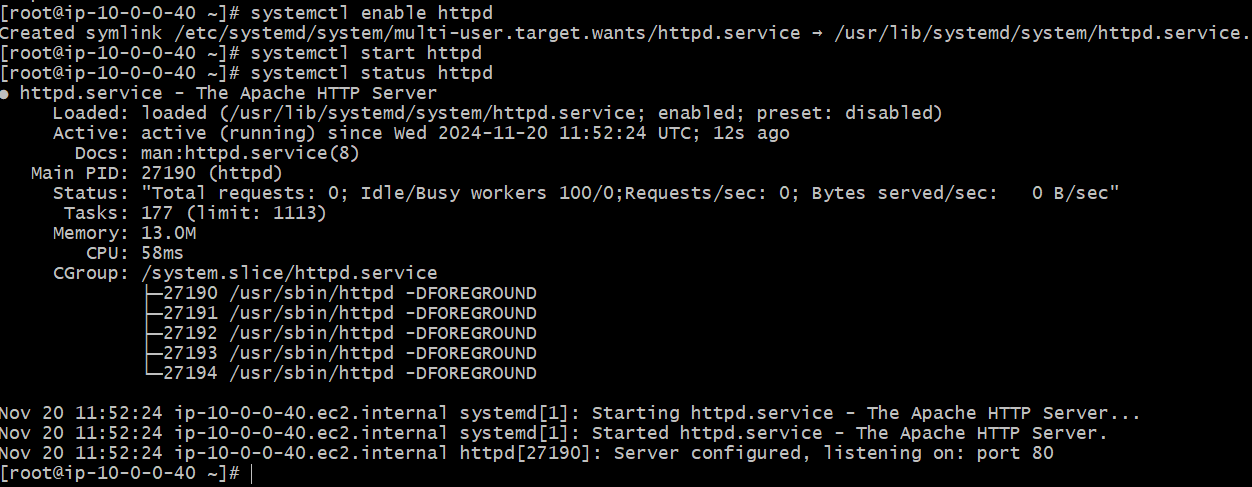 [root@ip-10-0-0-40 ~]# systemctl enable httpd
Created symlink /etc/systemd/system/multi-user.target.wants/httpd.service → /usr/lib/systemd/system/httpd.service.
[root@ip-10-0-0-40 ~]# systemctl start httpd
[root@ip-10-0-0-40 ~]# systemctl status httpd
● httpd.service - The Apache HTTP Server
     Loaded: loaded (/usr/lib/systemd/system/httpd.service; enabled; preset: disabled)
     Active: active (running) since Wed 2024-11-20 11:52:24 UTC; 12s ago
       Docs: man:httpd.service(8)
   Main PID: 27190 (httpd)
     Status: "Total requests: 0; Idle/Busy workers 100/0;Requests/sec: 0; Bytes served/sec:   0 B/sec"
      Tasks: 177 (limit: 1113)
     Memory: 13.0M
        CPU: 58ms
     CGroup: /system.slice/httpd.service
             ├─27190 /usr/sbin/httpd -DFOREGROUND
             ├─27191 /usr/sbin/httpd -DFOREGROUND
             ├─27192 /usr/sbin/httpd -DFOREGROUND
             ├─27193 /usr/sbin/httpd -DFOREGROUND
             └─27194 /usr/sbin/httpd -DFOREGROUND

Nov 20 11:52:24 ip-10-0-0-40.ec2.internal systemd[1]: Starting httpd.service - The Apache HTTP Server...
Nov 20 11:52:24 ip-10-0-0-40.ec2.internal systemd[1]: Started httpd.service - The Apache HTTP Server.
Nov 20 11:52:24 ip-10-0-0-40.ec2.internal httpd[27190]: Server configured, listening on: port 80
[root@ip-10-0-0-40 ~]#